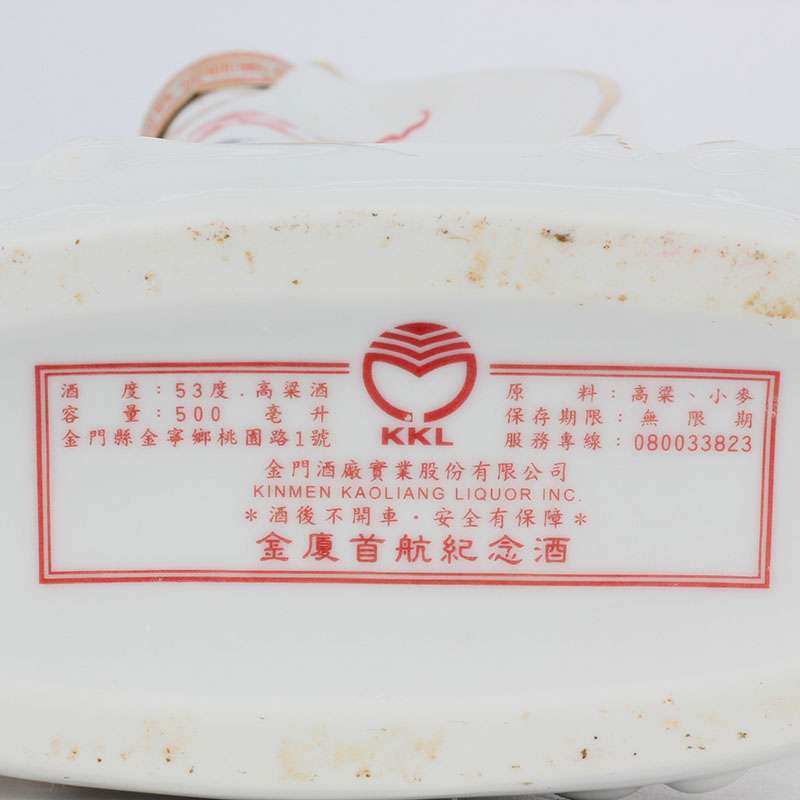 酒 度：53度．高粱酒
容 量：500 毫升
金門縣金寧鄉桃園路1號
KKL
原 料：高粱、小麥
保存期限：無限期
服務專線：080033823
金門酒廠實業股份有限公司
KINMEN KAOLIANG LIQUOR INC.
＊酒後不開車．安全有保障＊
金廈首航紀念酒